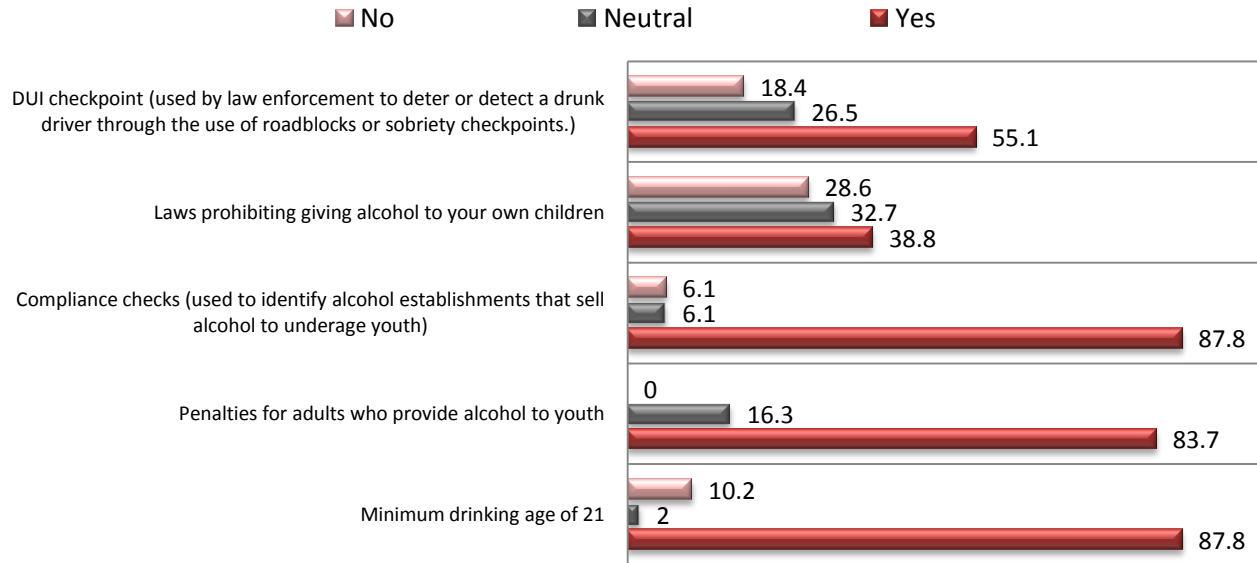 No Neutral Yes
DUI checkpoint (used by law enforcement to deter or detect a drunk
driver through the use of roadblocks or sobriety checkpoints.)
18.4
26.5
55.1
Laws prohibiting giving alcohol to your own children
28.6
32.7
38.8
Compliance checks (used to identify alcohol establishments that sell
alcohol to underage youth)
6.1
6.1
87.8
Penalties for adults who provide alcohol to youth
0
16.3
83.7
Minimum drinking age of 21
10.2
2
87.8